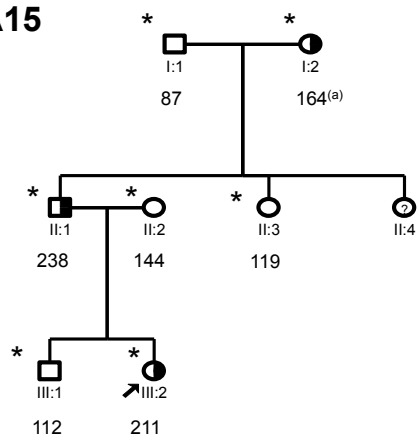 A15
* *
I:1 I:2
87 164(a)
* * *
?
II:1 II:2 II:3 II:4
238 144 119
* *
III:1 III:2
112 211